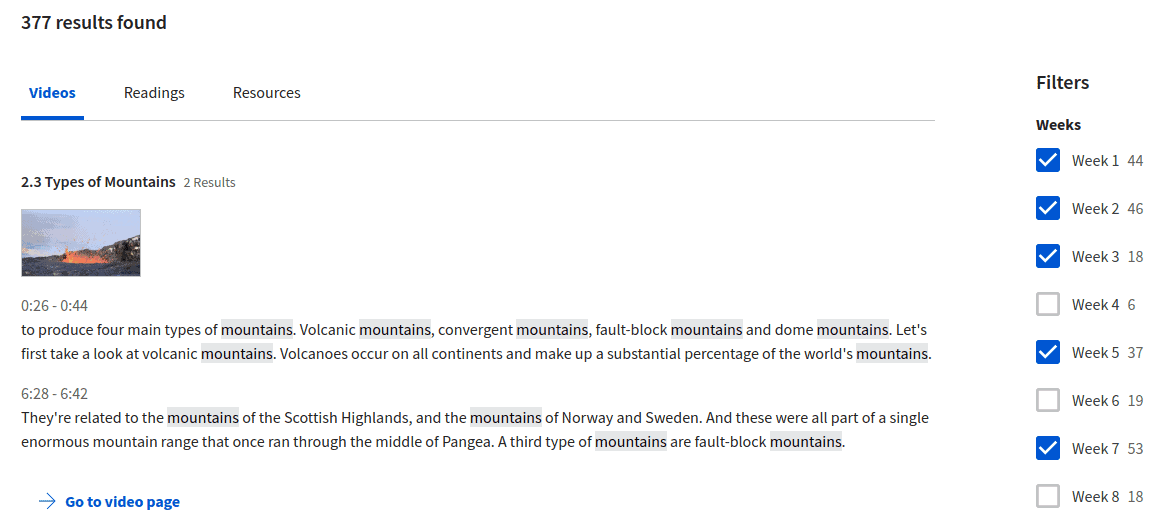 377 results found
Videos Readings Resources
2.3 Types of Mountains 2 Results
0:26 - 0:44
to produce four main types of mountains. Volcanic mountains, convergent mountains, fault-block mountains and dome mountains. Let's
first take a look at volcanic mountains. Volcanoes occur on all continents and make up a substantial percentage of the world's mountains.
6:28 - 6:42
They're related to the mountains of the Scottish Highlands, and the mountains of Norway and Sweden. And these were all part of a single
enormous mountain range that once ran through the middle of Pangea. A third type of mountains are fault-block mountains.
Go to video page
Filters
Weeks
Week 1 44
Week 2 46
Week 3 18
Week 4 6
Week 5 37
Week 6 19
Week 7 53
Week 8 18